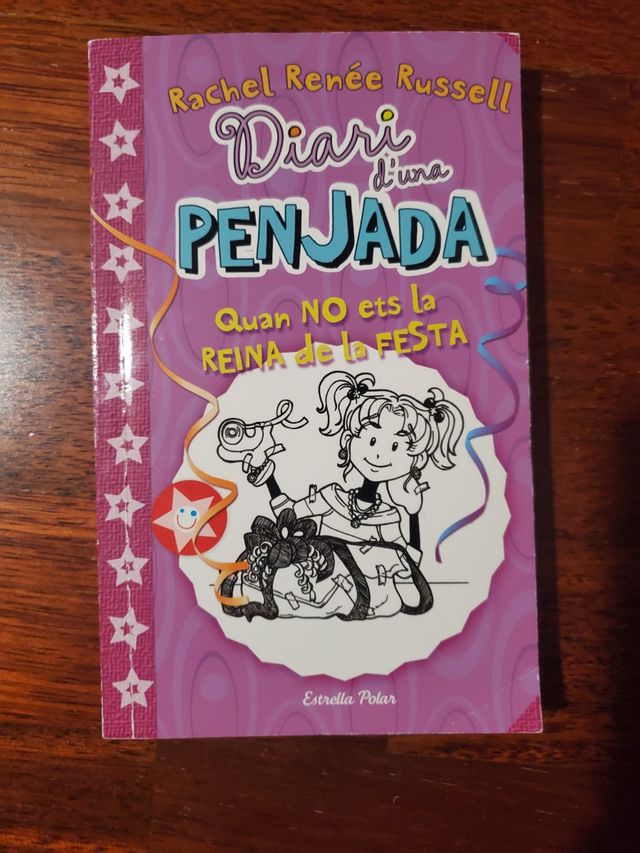 Rachel Renée Russell
Diari
d'una
PENJADA
Quan NO ets la
REINA de la FESTA
Estrella Polar